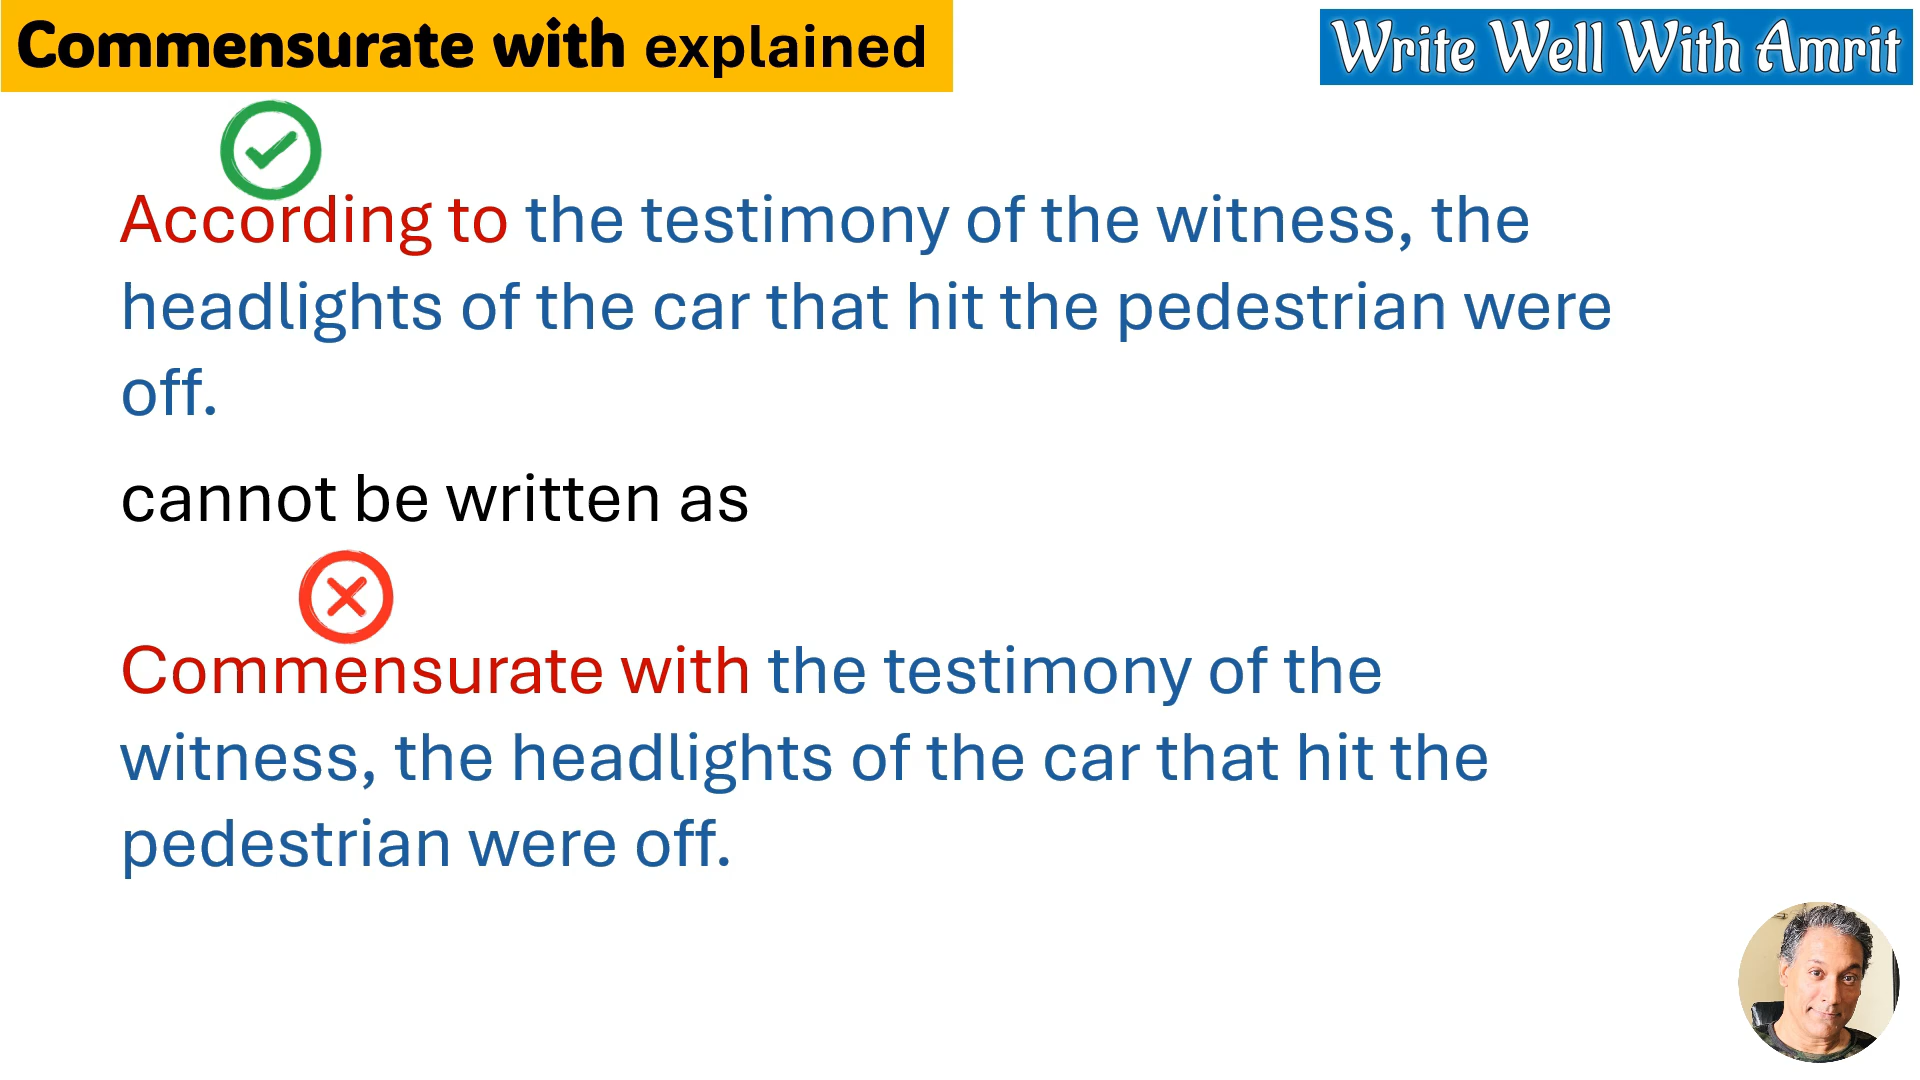 Commensurate with explained
Write Well With Amrit
According to the testimony of the witness, the
headlights of the car that hit the pedestrian were
off.
cannot be written as
Commensurate with the testimony of the
witness, the headlights of the car that hit the
pedestrian were off.